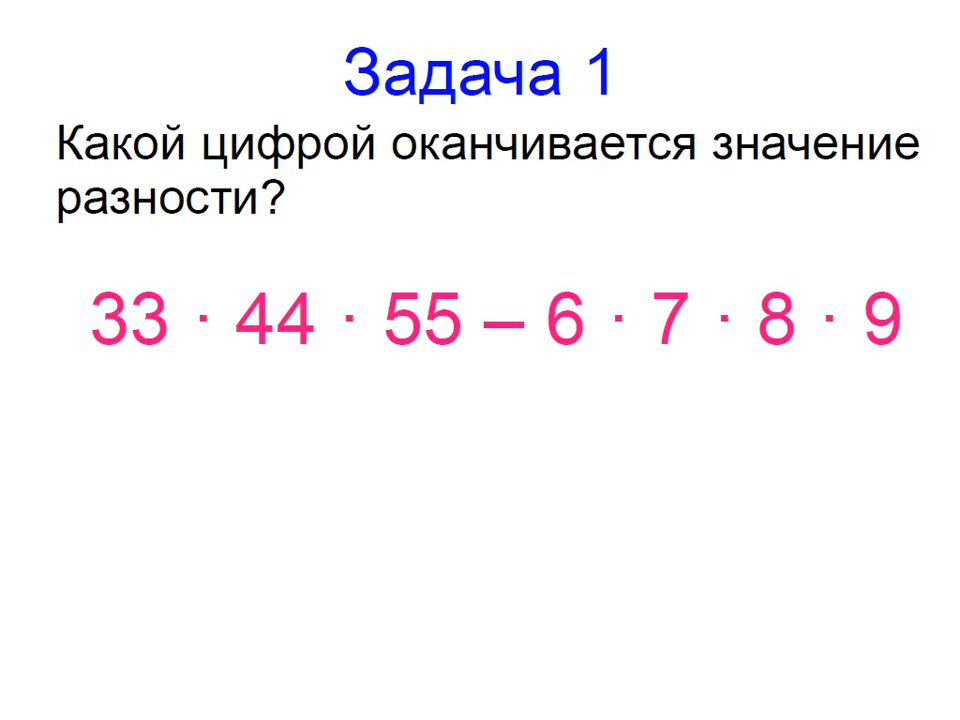 Задача 1
Какой цифрой оканчивается значение
разности?
33 · 44 · 55 – 6 · 7 · 8 · 9